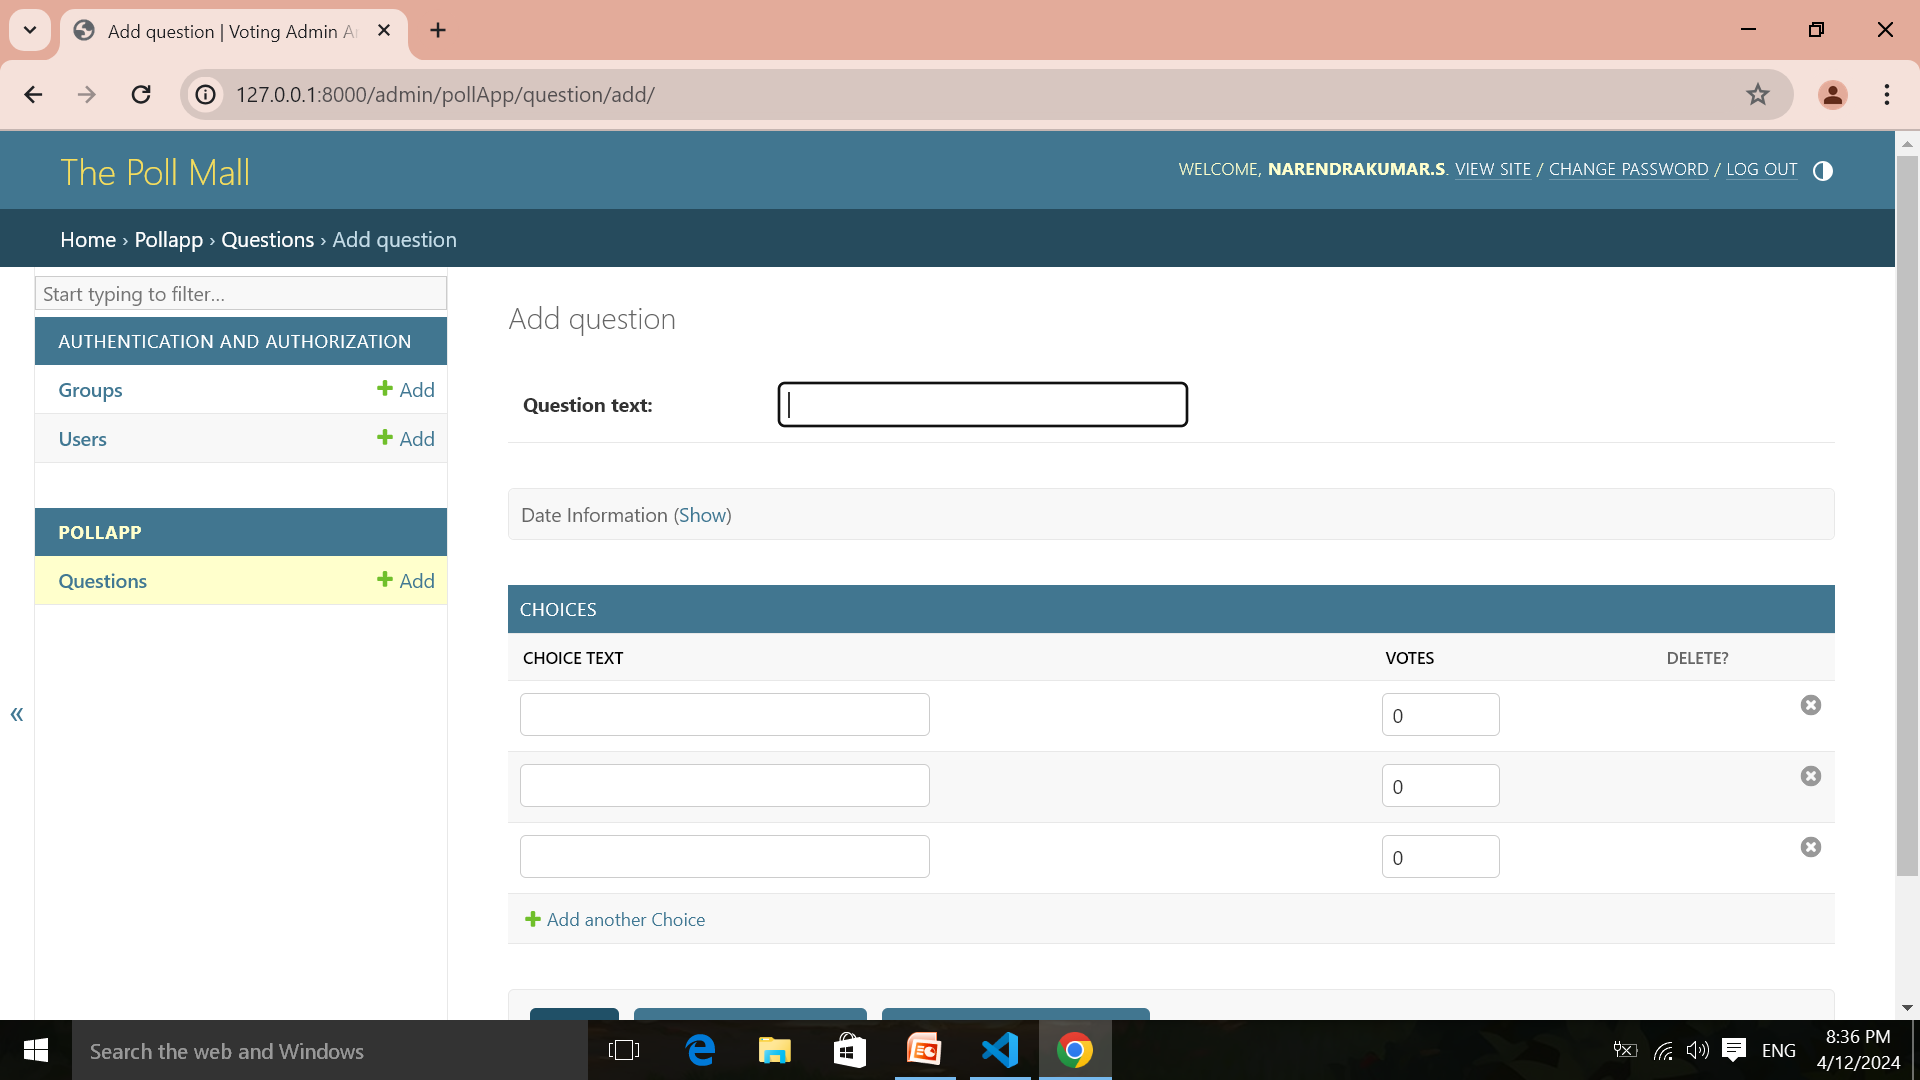 Add question | Voting Admin A
127.0.0.1:8000/admin/pollApp/question/add/
The Poll Mall
WELCOME, NARENDRAKUMAR.S. VIEW SITE / CHANGE PASSWORD / LOG OUT
Home › Pollapp › Questions › Add question
Start typing to filter...
AUTHENTICATION AND AUTHORIZATION
Groups
Add
Users
Add
POLLAPP
Questions
Add
«
Add question
Question text:
Date Information (Show)
CHOICES
CHOICE TEXT VOTES DELETE?
0
0
0
Add another Choice
Search the web and Windows
ENG
8:36 PM
4/12/2024